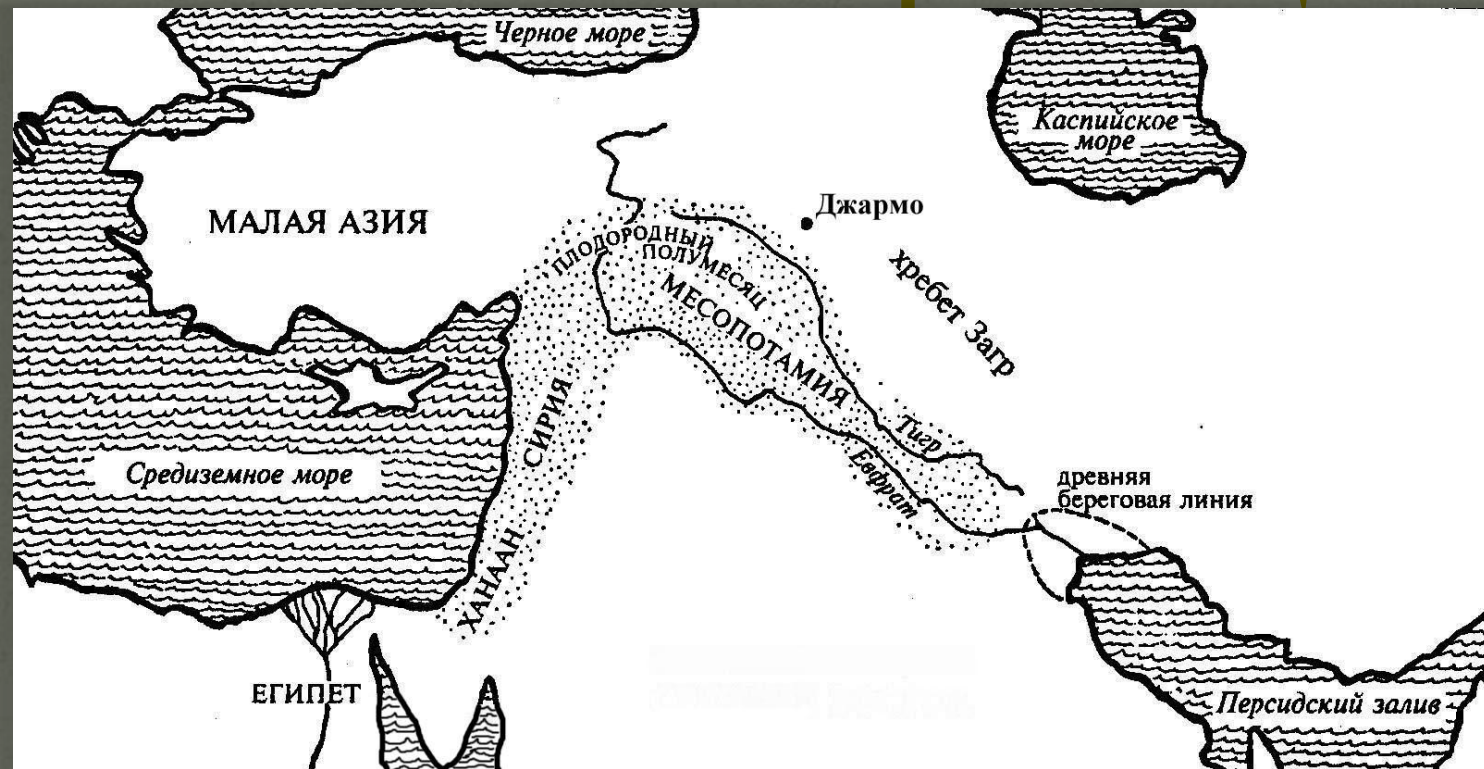 Черное море
Каспийское
море
Джармо
МАЛАЯ АЗИЯ
ПЛОДОРОДНЫЙ
ПОЛУМЕСЯЦ
хребет Загр
МЕСОПОТАМИЯ
СИРИЯ
Тигр
Евфрат
Средиземное море
древняя
береговая линия
ХАНААН
ЕГИПЕТ
Персидский залив